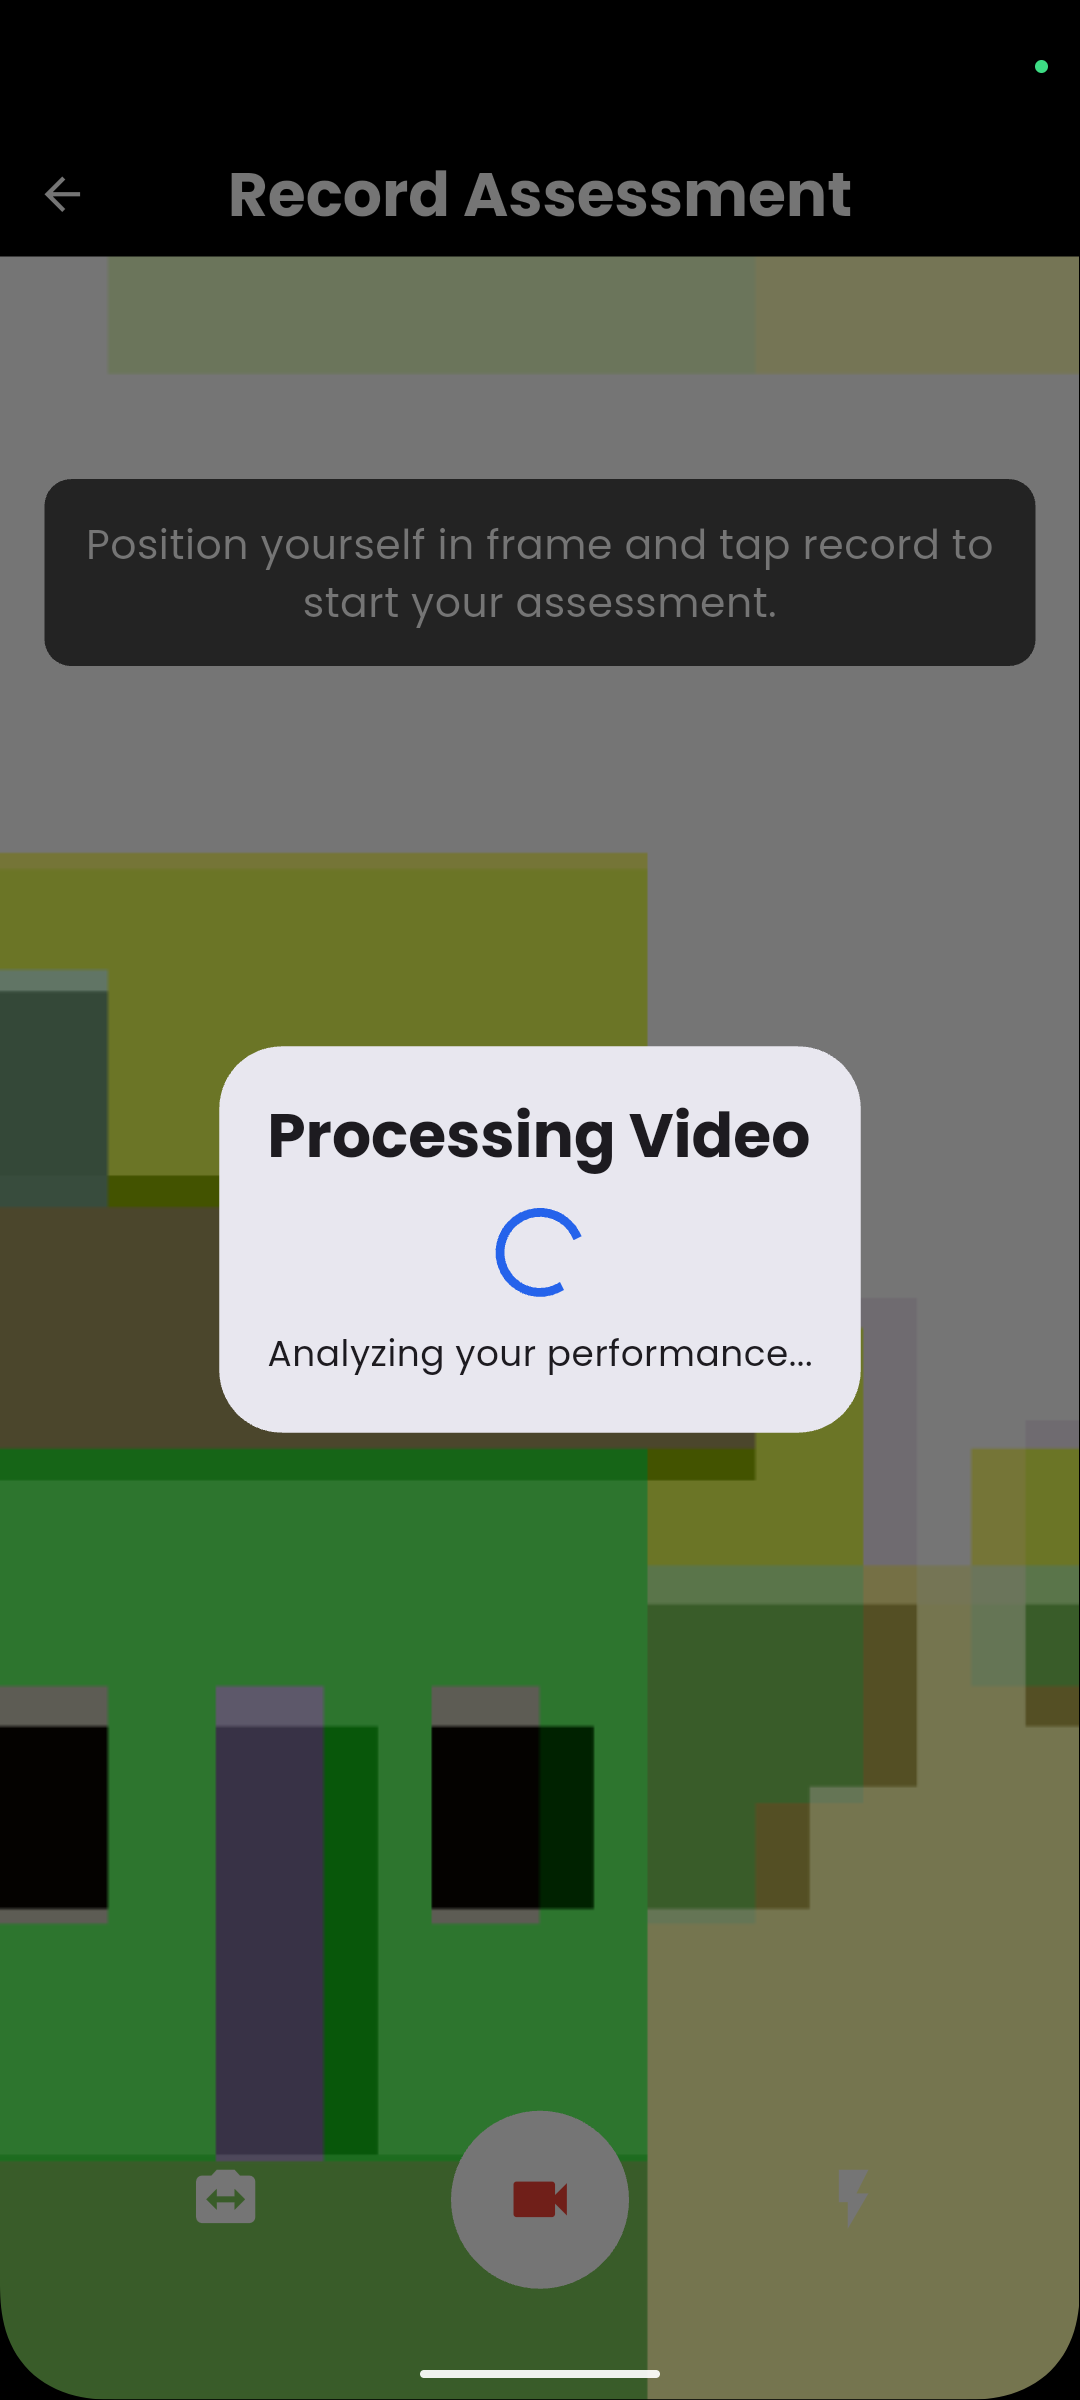 Record Assessment
Position yourself in frame and tap record to
start your assessment.
Processing Video
Analyzing your performance...